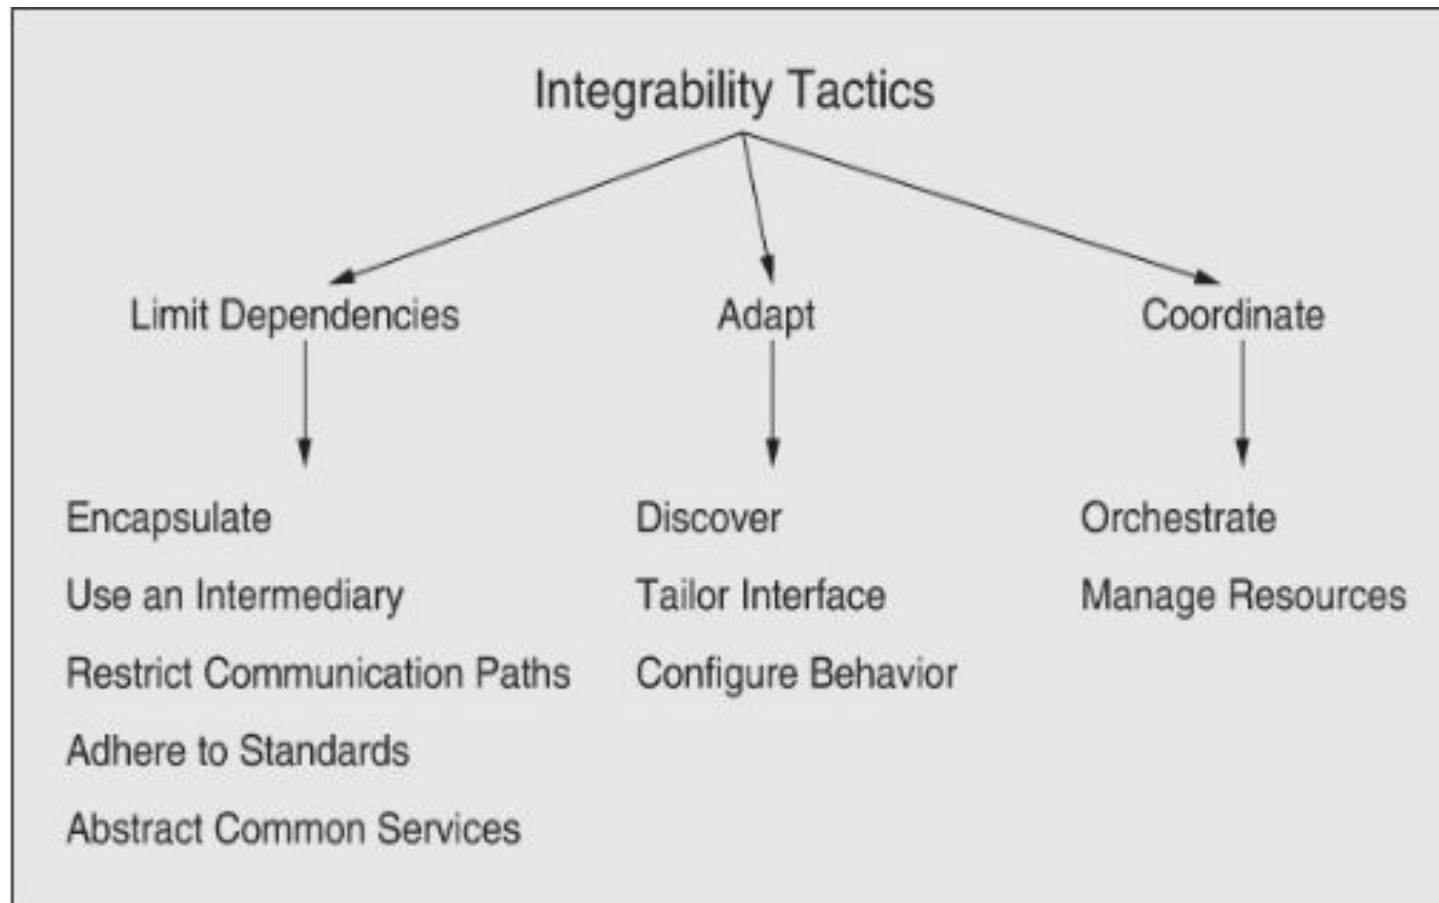 Integrability Tactics
Limit Dependencies
Adapt
Coordinate
Encapsulate
Use an Intermediary
Restrict Communication Paths
Adhere to Standards
Abstract Common Services
Discover
Tailor Interface
Configure Behavior
Orchestrate
Manage Resources